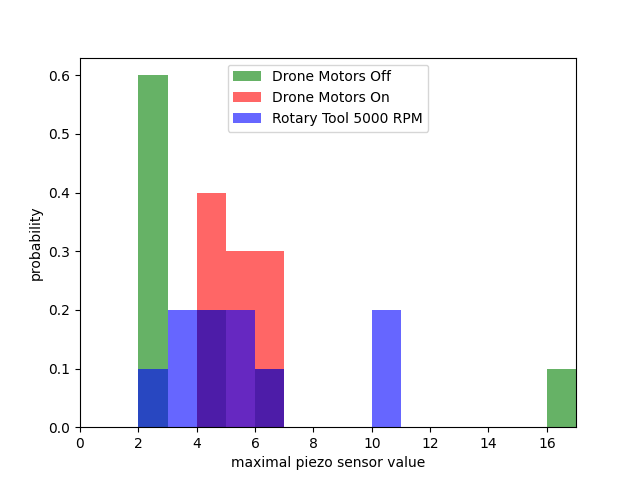 Drone Motors Off
Drone Motors On
Rotary Tool 5000 RPM
probability
0.6
0.5
0.4
0.3
0.2
0.1
0.0
0 2 4 6 8 10 12 14 16
maximal piezo sensor value